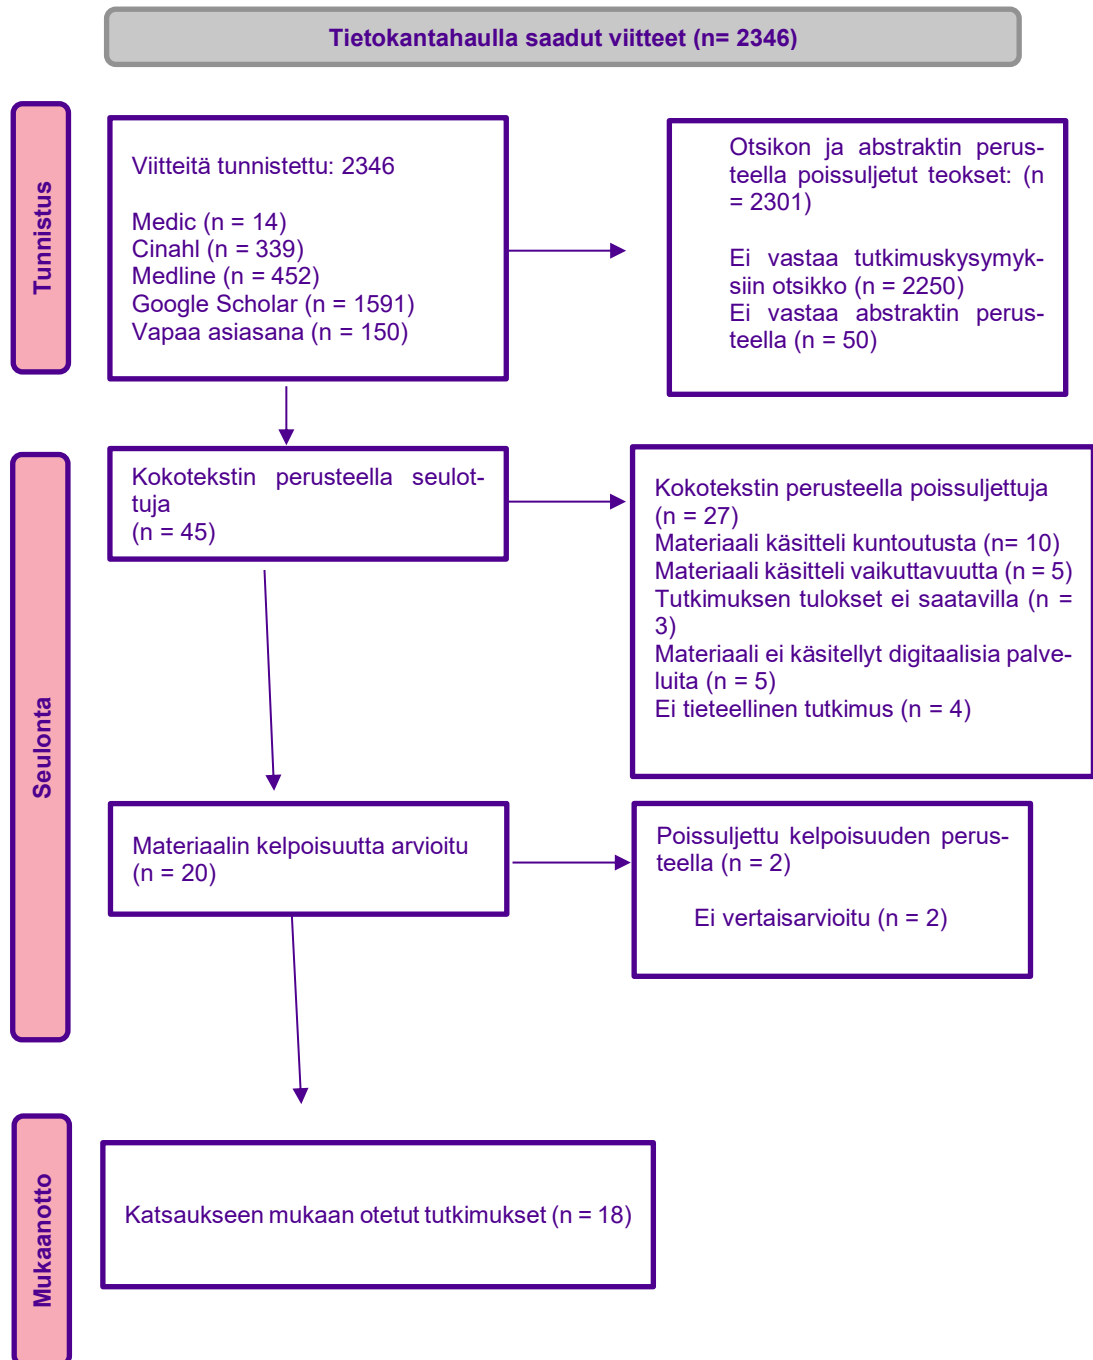 Tietokantahaulla saadut viitteet (n= 2346)
Tunnistus
Viitteitä tunnistettu: 2346
Medic (n = 14)
Cinahl (n = 339)
Medline (n = 452)
Google Scholar (n = 1591)
Vapaa asiasana (n = 150)
Otsikon ja abstraktin perus-
teella poissuljetut teokset: (n
= 2301)
Ei vastaa tutkimuskysymyk-
siin otsikko (n = 2250)
Ei vastaa abstraktin perus-
teella (n = 50)
Seulonta
Kokotekstin perusteella seulot-
tuja
(n = 45)
Kokotekstin perusteella poissuljettuja
(n = 27)
Materiaali käsitteli kuntoutusta (n= 10)
Materiaali käsitteli vaikuttavuutta (n = 5)
Tutkimuksen tulokset ei saatavilla (n =
3)
Materiaali ei käsitellyt digitaalisia palve-
luita (n = 5)
Ei tieteellinen tutkimus (n = 4)
Materiaalin kelpoisuutta arvioitu
(n = 20)
Poissuljettu kelpoisuuden perus-
teella (n = 2)
Ei vertaisarvioitu (n = 2)
Mukaanotto
Katsaukseen mukaan otetut tutkimukset (n = 18)